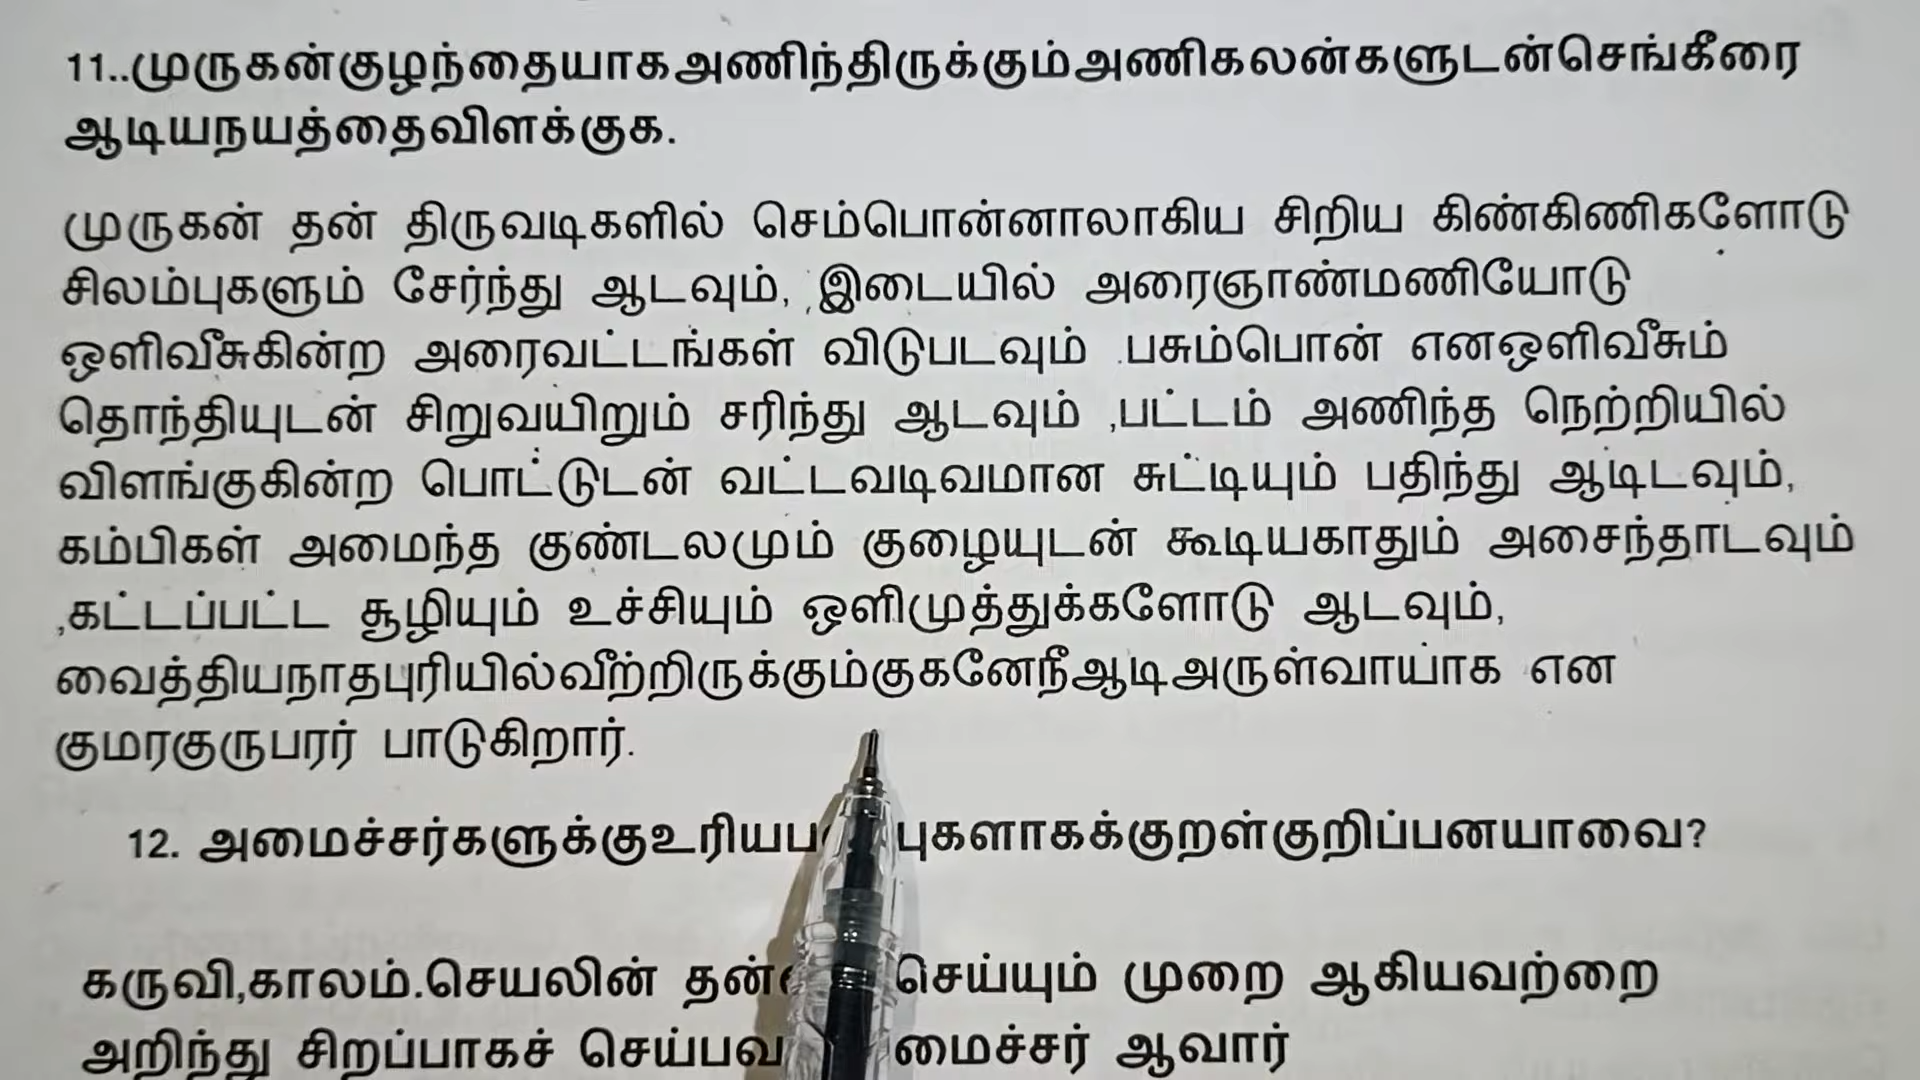 11..முருகன்குழந்தையாகஅணிந்திருக்கும்அணிகலன்களுடன்செங்கீரை
ஆடியநயத்தைவிளக்குக.
முருகன் தன் திருவடிகளில் செம்பொன்னாலாகிய சிறிய கிண்கிணிகளோடு
சிலம்புகளும் சேர்ந்து ஆடவும், இடையில் அரைஞாண்மணியோடு
ஒளிவீசுகின்ற அரைவட்டங்கள் விடுபடவும் .பசும்பொன் எனஒளிவீசும்
தொந்தியுடன் சிறுவயிறும் சரிந்து ஆடவும் ,பட்டம் அணிந்த நெற்றியில்
விளங்குகின்ற பொட்டுடன் வட்டவடிவமான சுட்டியும் பதிந்து ஆடிடவும்,
கம்பிகள் அமைந்த குண்டலமும் குழையுடன் கூடியகாதும் அசைந்தாடவும்
,கட்டப்பட்ட சூழியும் உச்சியும் ஒளிமுத்துக்களோடு ஆடவும்,
வைத்தியநாதபுரியில்வீற்றிருக்கும்குகனேநீஆடிஅருள்வாயாக என
குமரகுருபரர் பாடுகிறார்.
12. அமைச்சர்களுக்குஉரிய புகளாகக்குறள்குறிப்பனயாவை?
கருவி,காலம்.செயலின் செய்யும் முறை ஆகியவற்றை
அறிந்து சிறப்பாகச் ஆவார்